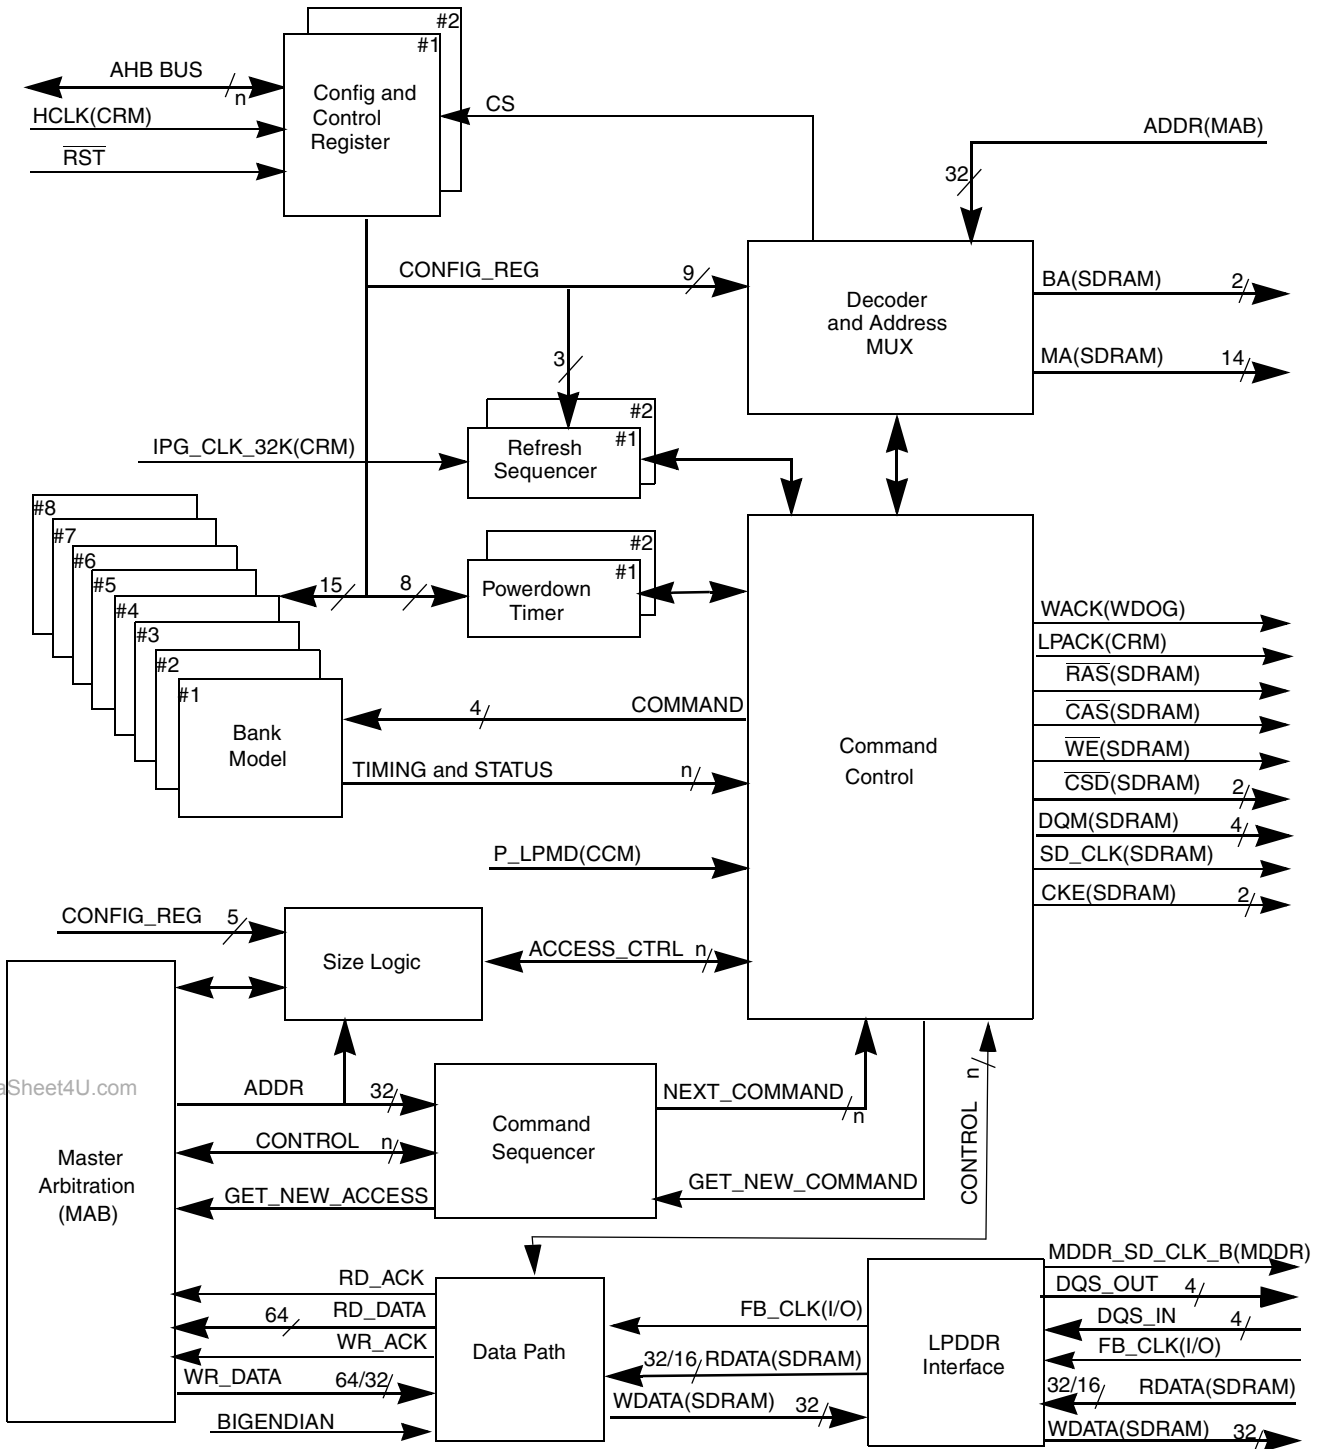 #2
#1
AHB BUS
n
Config and
Control
Register
HCLK(CRM)
RST
CS
ADDR(MAB)
32
CONFIG_REG
9
Decoder
and Address
MUX
BA(SDRAM)
2
MA(SDRAM)
14
3
#2
#1
IPG_CLK_32K(CRM)
Refresh
Sequencer
#8
#7
#6
#5
#4
#3
#2
#1
Bank
Model
15
8
#2
#1
Powerdown
Timer
4
COMMAND
TIMING and STATUS
n
P_LPMD(CCM)
Command
Control
WACK(WDOG)
LPACK(CRM)
RAS(SDRAM)
CAS(SDRAM)
WE(SDRAM)
CSD(SDRAM)
2
DQM(SDRAM)
4
SD_CLK(SDRAM)
CKE(SDRAM)
2
CONFIG_REG
5
Size Logic
ACCESS_CTRL
n
aSheet4U.com
Master
Arbitration
(MAB)
ADDR
32
CONTROL
n
GET_NEW_ACCESS
Command
Sequencer
NEXT_COMMAND
n
GET_NEW_COMMAND
CONTROL
n
RD_ACK
64
RD_DATA
WR_ACK
WR_DATA
64/32
BIGENDIAN
Data Path
FB_CLK(I/O)
32/16
RDATA(SDRAM)
WDATA(SDRAM)
32
LPDDR
Interface
MDDR_SD_CLK_B(MDDR)
DQS_OUT
4
DQS_IN
4
FB_CLK(I/O)
32/16
RDATA(SDRAM)
WDATA(SDRAM)
32